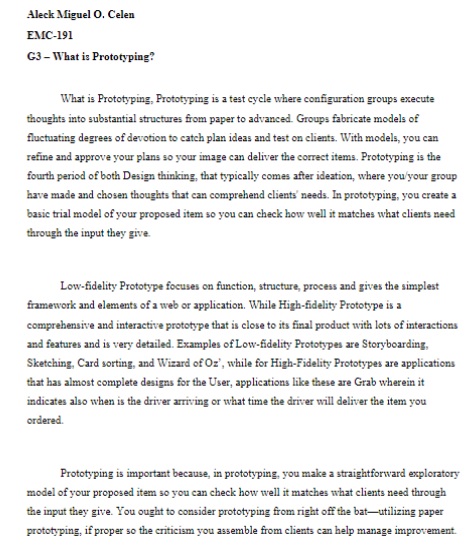 Aleck Miguel O. Celen
EMC-191
G3 – What is Prototyping?
What is Prototyping, Prototyping is a test cycle where configuration groups execute
thoughts into substantial structures from paper to advanced. Groups fabricate models of
fluctuating degrees of devotion to catch plan ideas and test on clients. With models, you can
refine and approve your plans so your image can deliver the correct items. Prototyping is the
fourth period of both Design thinking, that typically comes after ideation, where you/your group
have made and chosen thoughts that can comprehend clients' needs. In prototyping, you create a
basic trial model of your proposed item so you can check how well it matches what clients need
through the input they give.
Low-fidelity Prototype focuses on function, structure, process and gives the simplest
framework and elements of a web or application. While High-fidelity Prototype is a
comprehensive and interactive prototype that is close to its final product with lots of interactions
and features and is very detailed. Examples of Low-fidelity Prototypes are Storyboarding,
Sketching, Card sorting, and Wizard of Oz', while for High-Fidelity Prototypes are applications
that has almost complete designs for the User, applications like these are Grab wherein it
indicates also when is the driver arriving or what time the driver will deliver the item you
ordered.
Prototyping is important because, in prototyping, you make a straightforward exploratory
model of your proposed item so you can check how well it matches what clients need through
the input they give. You ought to consider prototyping from right off the bat—utilizing paper
prototyping, if proper so the criticism you assemble from clients can help manage improvement.